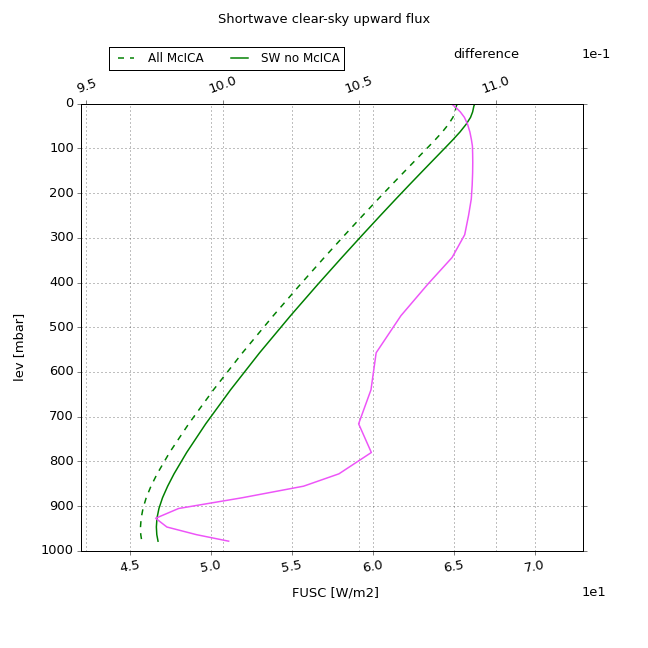 Shortwave clear-sky upward flux
All McICA
SW no McICA
difference
1e-1
9.5
10.0
10.5
11.0
0
100
200
300
400
500
600
700
800
900
1000
lev [mbar]
4.5
5.0
5.5
6.0
6.5
7.0
FUSC [W/m2]
1e1